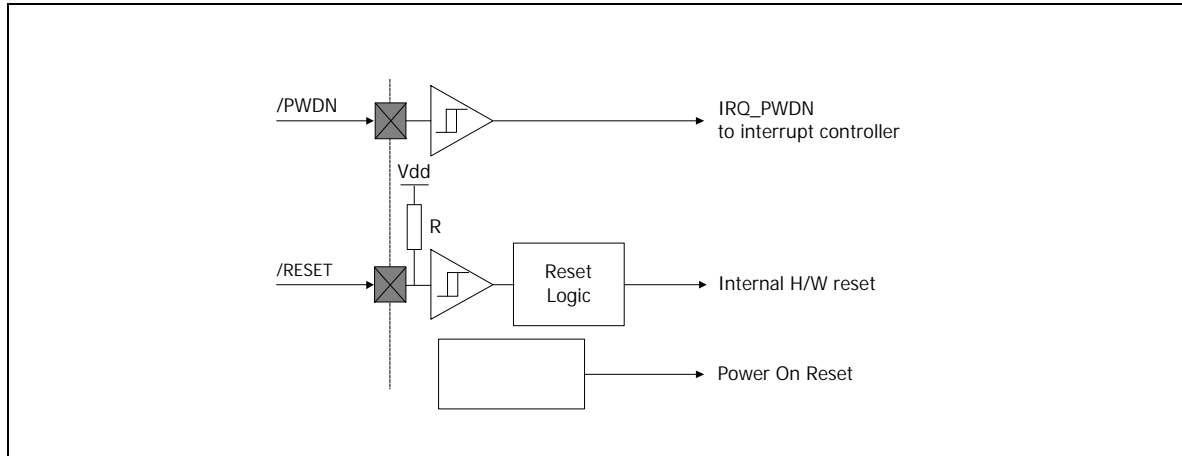 /PWDN
IRQ_PWDN
to interrupt controller
Vdd
R
/RESET
Reset
Logic
Internal H/W reset
Power On Reset